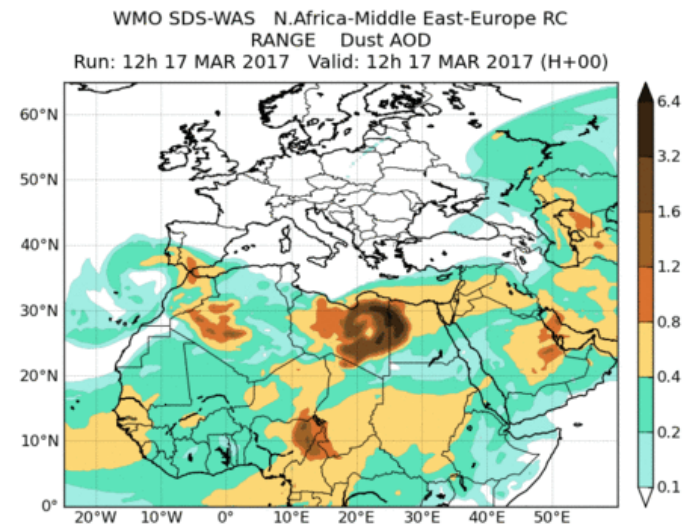 WMO SDS-WAS N.Africa-Middle East-Europe RC
RANGE Dust AOD
Run: 12h 17 MAR 2017 Valid: 12h 17 MAR 2017 (H+00)
60°N
50°N
40°N
30°N
20°N
10°N
0°
20°W
10°W
0°
10°E
20°E
30°E
40°E
50°E
6.4
3.2
1.6
1.2
0.8
0.4
0.2
0.1